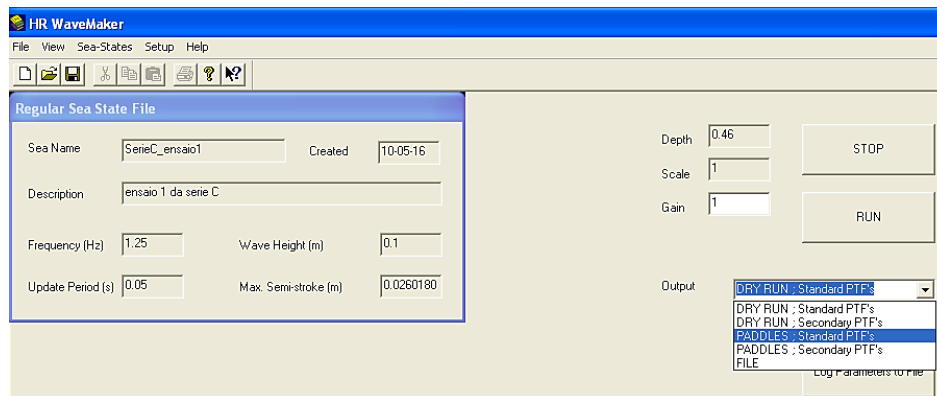 HR WaveMaker
File View Sea-States Setup Help
Regular Sea State File
Sea Name SerieC_ensaio1 Created 10-05-16
Description ensaio 1 da serie C
Frequency (Hz) 1.25 Wave Height (m) 0.1
Update Period (s) 0.05 Max. Semi-stroke (m) 0.0260180
Depth 0.46
Scale 1
Gain 1
STOP
RUN
Output DRY RUN ; Standard PTF's
DRY RUN ; Standard PTF's
DRY RUN ; Secondary PTF's
PADDLES ; Standard PTF's
PADDLES ; Secondary PTF's
FILE
Log Parameters to File